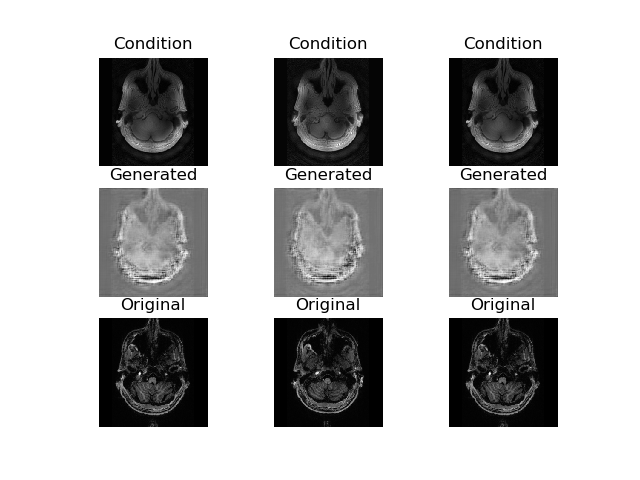 Condition Condition Condition
Generated Generated Generated
Original Original Original